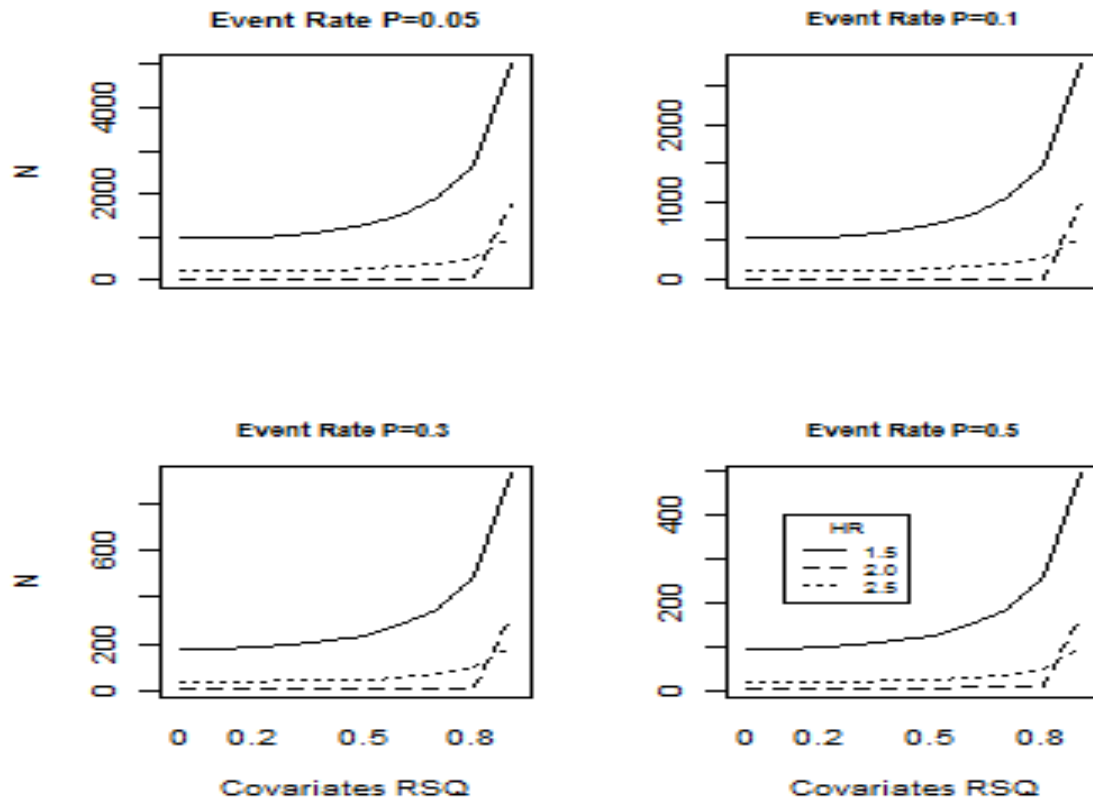 Event Rate P=0.05
Event Rate P=0.1
N
0
2000
4000
0
1000
2000
Event Rate P=0.3
Event Rate P=0.5
N
0
200
600
0
200
400
HR
1.5
2.0
2.5
0 0.2 0.5 0.8
0 0.2 0.5 0.8
Covariates RSQ
Covariates RSQ